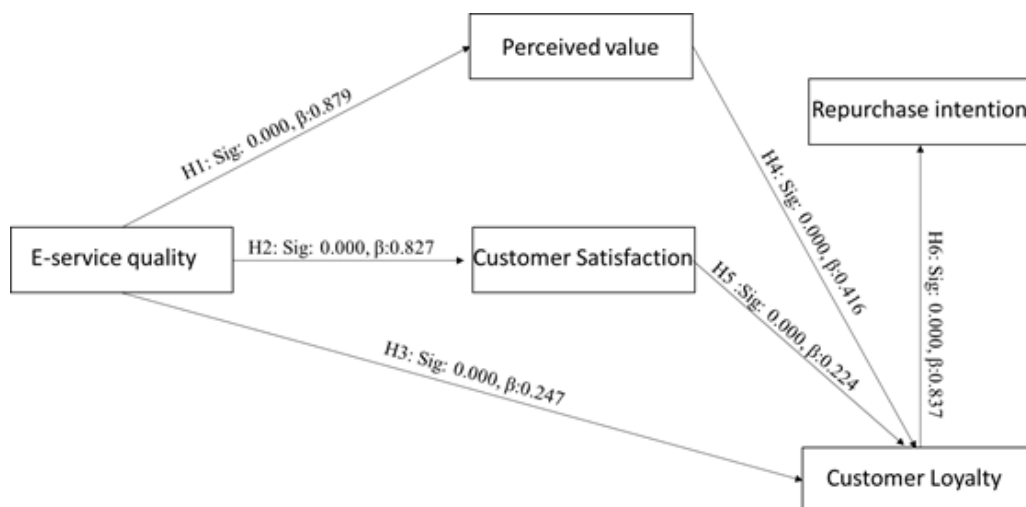 Perceived value
Repurchase intention
H1: Sig: 0.000, β:0.879
H4: Sig: 0.000, β:0.416
H6: Sig: 0.000, β:0.837
E-service quality
H2: Sig: 0.000, β:0.827
Customer Satisfaction
H5 :Sig: 0.000, β:0.224
H3: Sig: 0.000, β:0.247
Customer Loyalty